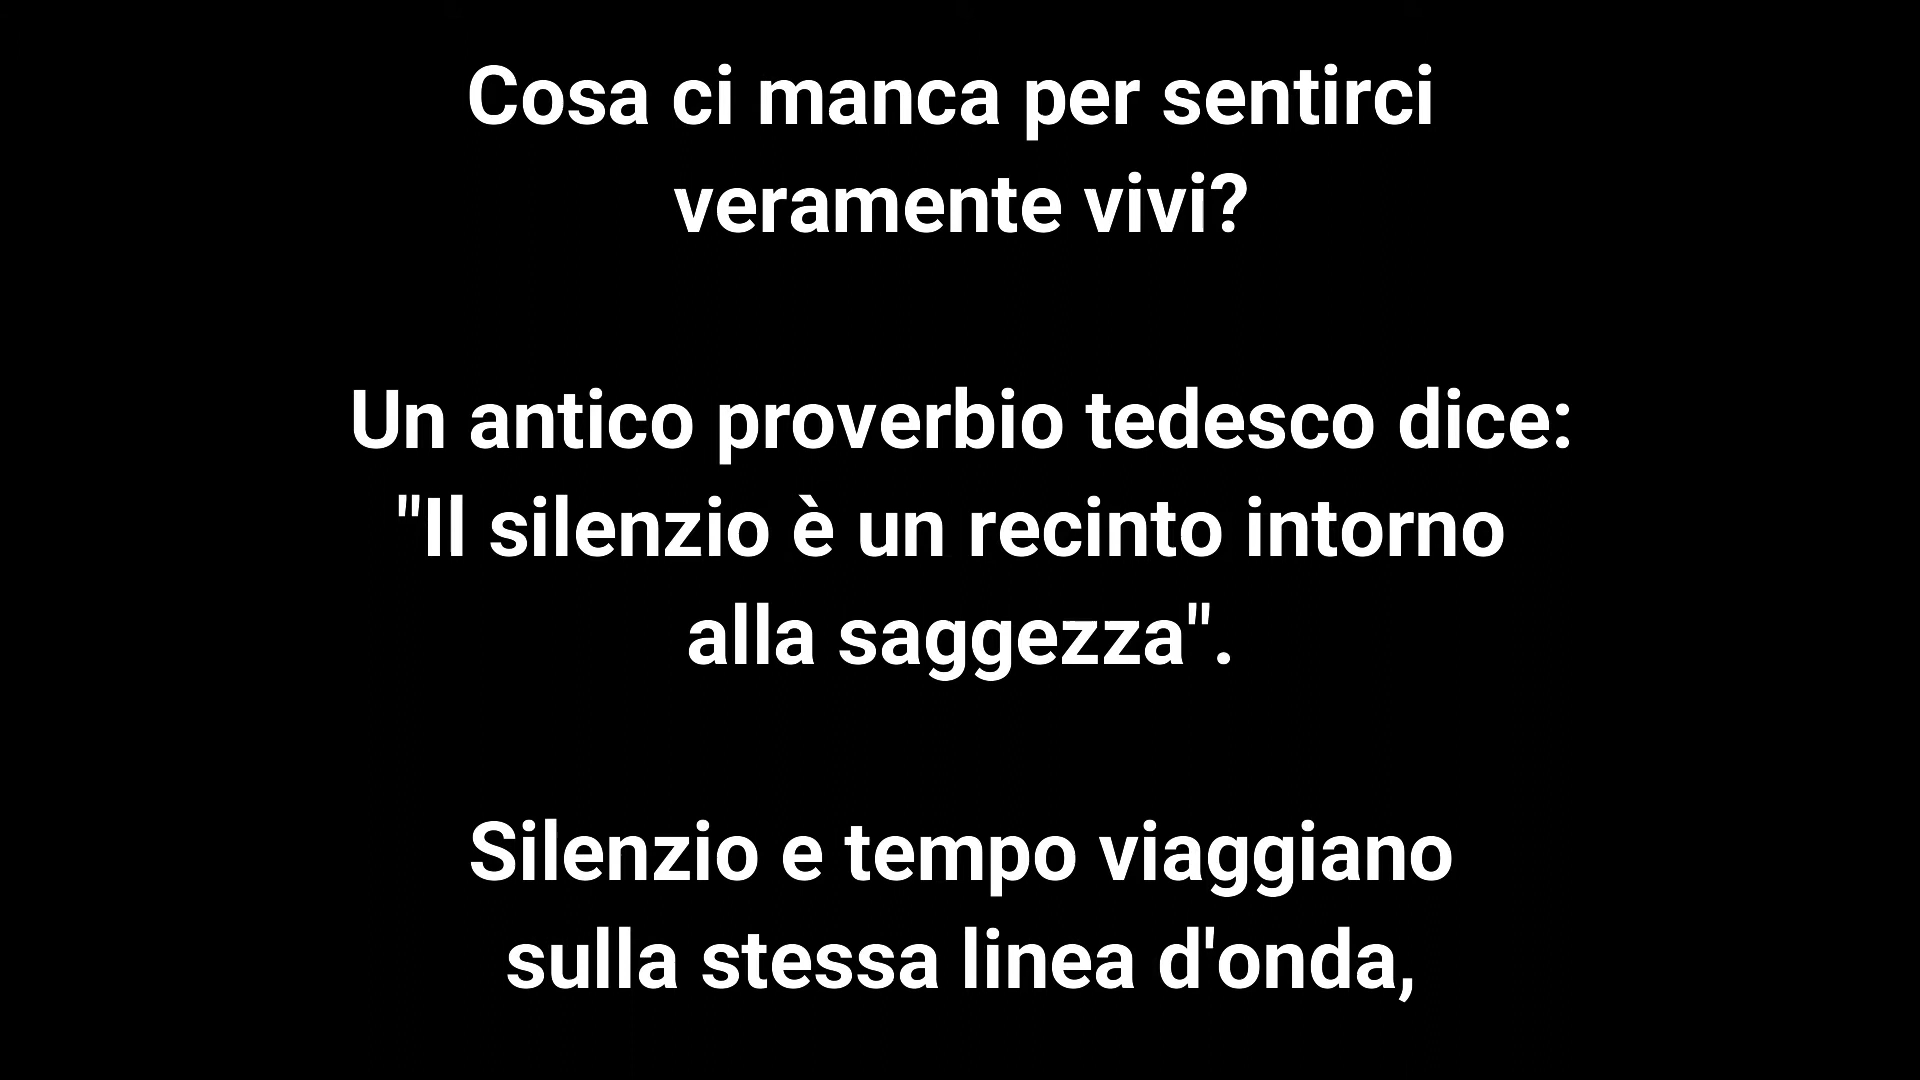 Cosa ci manca per sentirci
veramente vivi?
Un antico proverbio tedesco dice:
"Il silenzio è un recinto intorno
alla saggezza".
Silenzio e tempo viaggiano
sulla stessa linea d'onda,